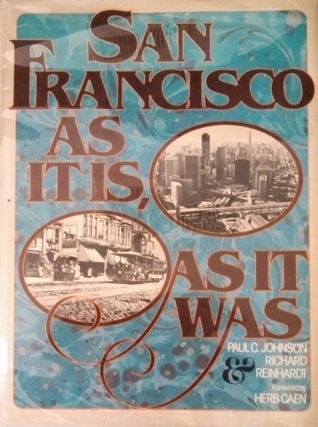 SAN
FRANCISCO
AS
IT IS,
AS IT
WAS
PAUL C. JOHNSON
RICHARD
& REINHARDT
Foreword by
HERB CAEN